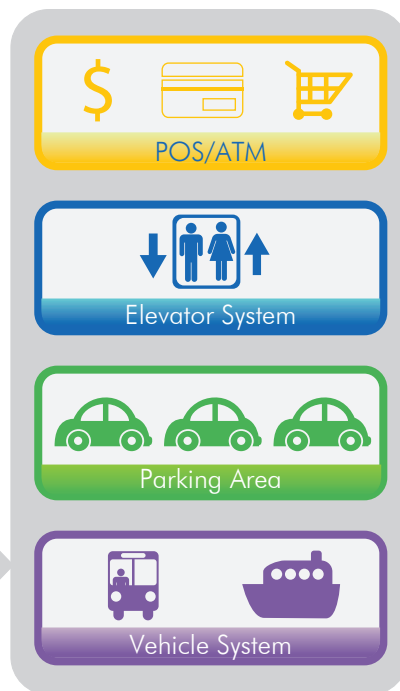 $
POS/ATM
Elevator System
Parking Area
Vehicle System